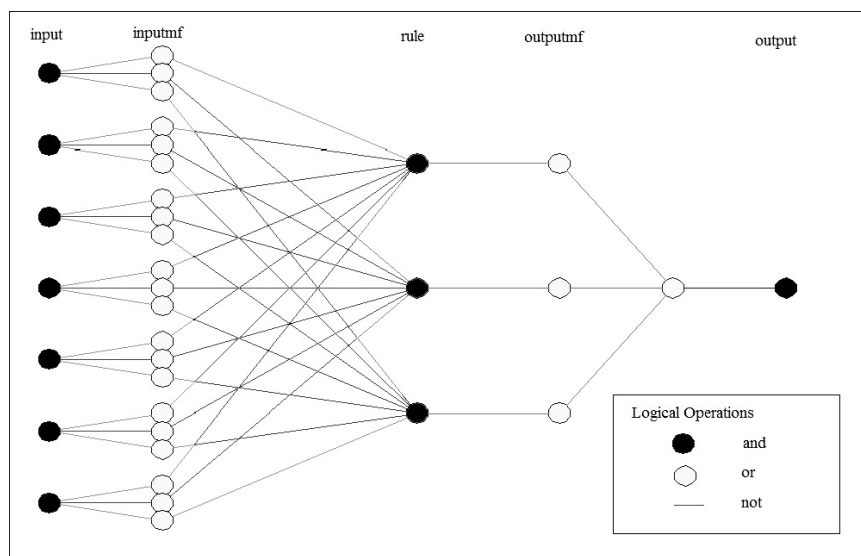 input
inputmf
rule
outputmf
output
Logical Operations
and
or
not